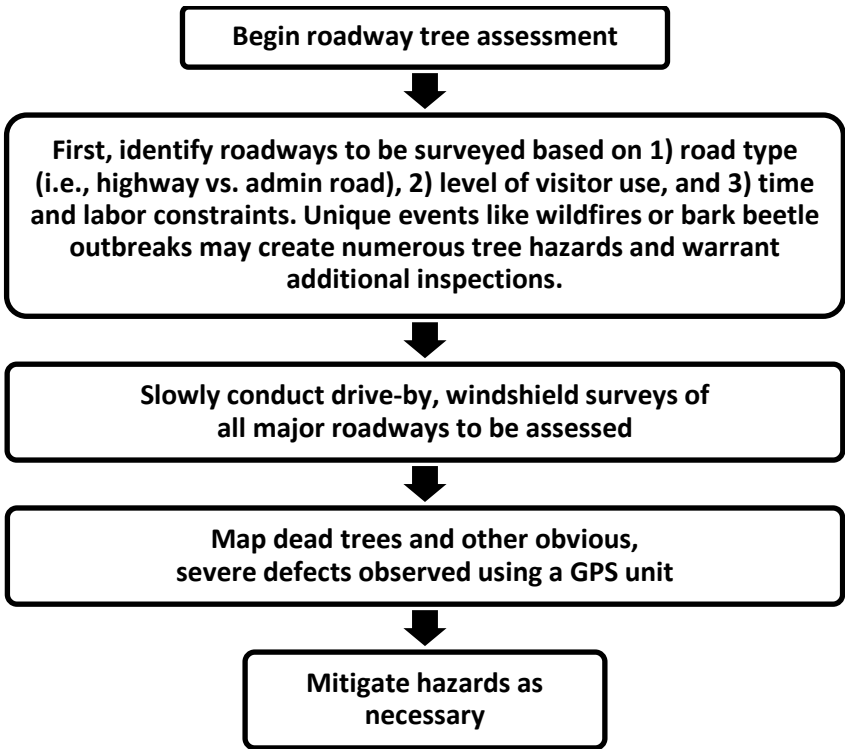 Begin roadway tree assessment
First, identify roadways to be surveyed based on 1) road type
(i.e., highway vs. admin road), 2) level of visitor use, and 3) time
and labor constraints. Unique events like wildfires or bark beetle
outbreaks may create numerous tree hazards and warrant
additional inspections.
Slowly conduct drive-by, windshield surveys of
all major roadways to be assessed
Map dead trees and other obvious,
severe defects observed using a GPS unit
Mitigate hazards as
necessary